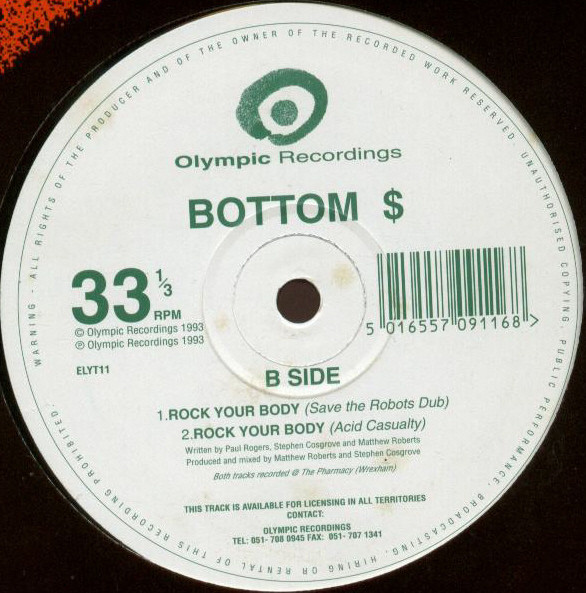 WARNING - ALL RIGHTS OF THE PRODUCER AND OF THE OWNER OF THE RECORDED WORK RESERVED. UNAUTHORISED COPYING, PUBLIC PERFORMANCE, BROADCASTING, HIRING OR RENTAL OF THIS RECORDING PROHIBITED.
Olympic Recordings
BOTTOM $
33 1/3
RPM
© Olympic Recordings 1993
℗ Olympic Recordings 1993
ELYT11
5 016557 091168 >
B SIDE
1.ROCK YOUR BODY (Save the Robots Dub)
2.ROCK YOUR BODY (Acid Casualty)
Written by Paul Rogers, Stephen Cosgrove and Matthew Roberts
Produced and mixed by Matthew Roberts and Stephen Cosgrove
Both tracks recorded @ The Pharmacy (Wrexham)
THIS TRACK IS AVAILABLE FOR LICENSING IN ALL TERRITORIES
CONTACT:
OLYMPIC RECORDINGS
TEL: 051- 708 0945 FAX: 051- 707 1341